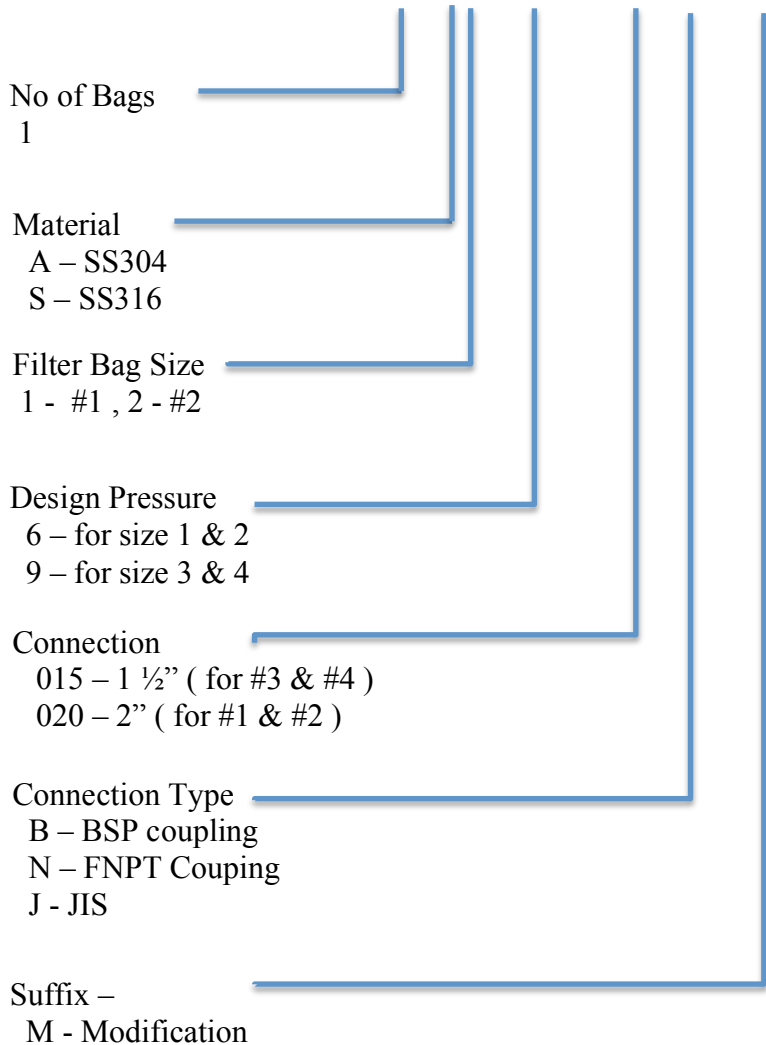 No of Bags
1
Material
A – SS304
S – SS316
Filter Bag Size
1 - #1 , 2 - #2
Design Pressure
6 – for size 1 & 2
9 – for size 3 & 4
Connection
015 – 1 ½” ( for #3 & #4 )
020 – 2” ( for #1 & #2 )
Connection Type
B – BSP coupling
N – FNPT Couping
J - JIS
Suffix –
M - Modification